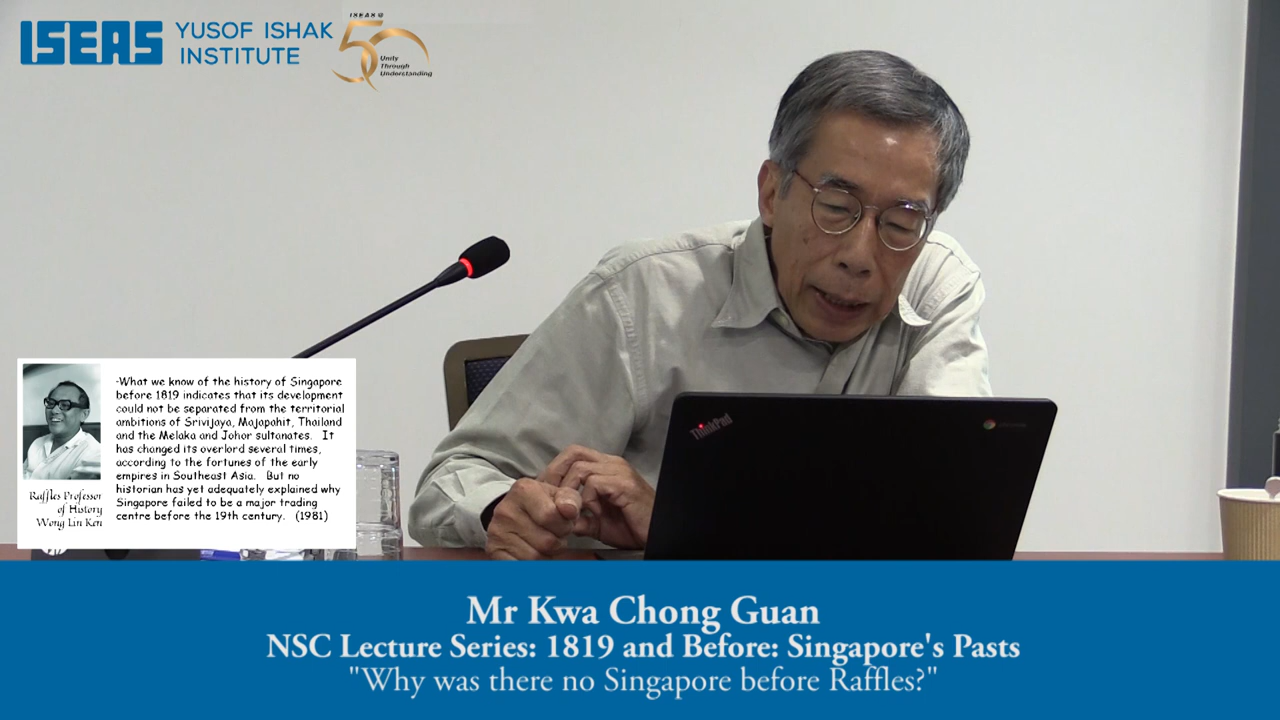 ISEAS YUSOF ISHAK
INSTITUTE
ISEAS @
50
Unity
Through
Understanding
ThinkPad
-What we know of the history of Singapore
before 1819 indicates that its development
could not be separated from the territorial
ambitions of Srivijaya, Majapahit, Thailand
and the Melaka and Johor sultanates. It
has changed its overlord several times,
according to the fortunes of the early
empires in Southeast Asia. But no
historian has yet adequately explained why
Singapore failed to be a major trading
centre before the 19th century. (1981)
Raffles Professor
of History
Wong Lin Ken
Mr Kwa Chong Guan
NSC Lecture Series: 1819 and Before: Singapore's Pasts
"Why was there no Singapore before Raffles?"